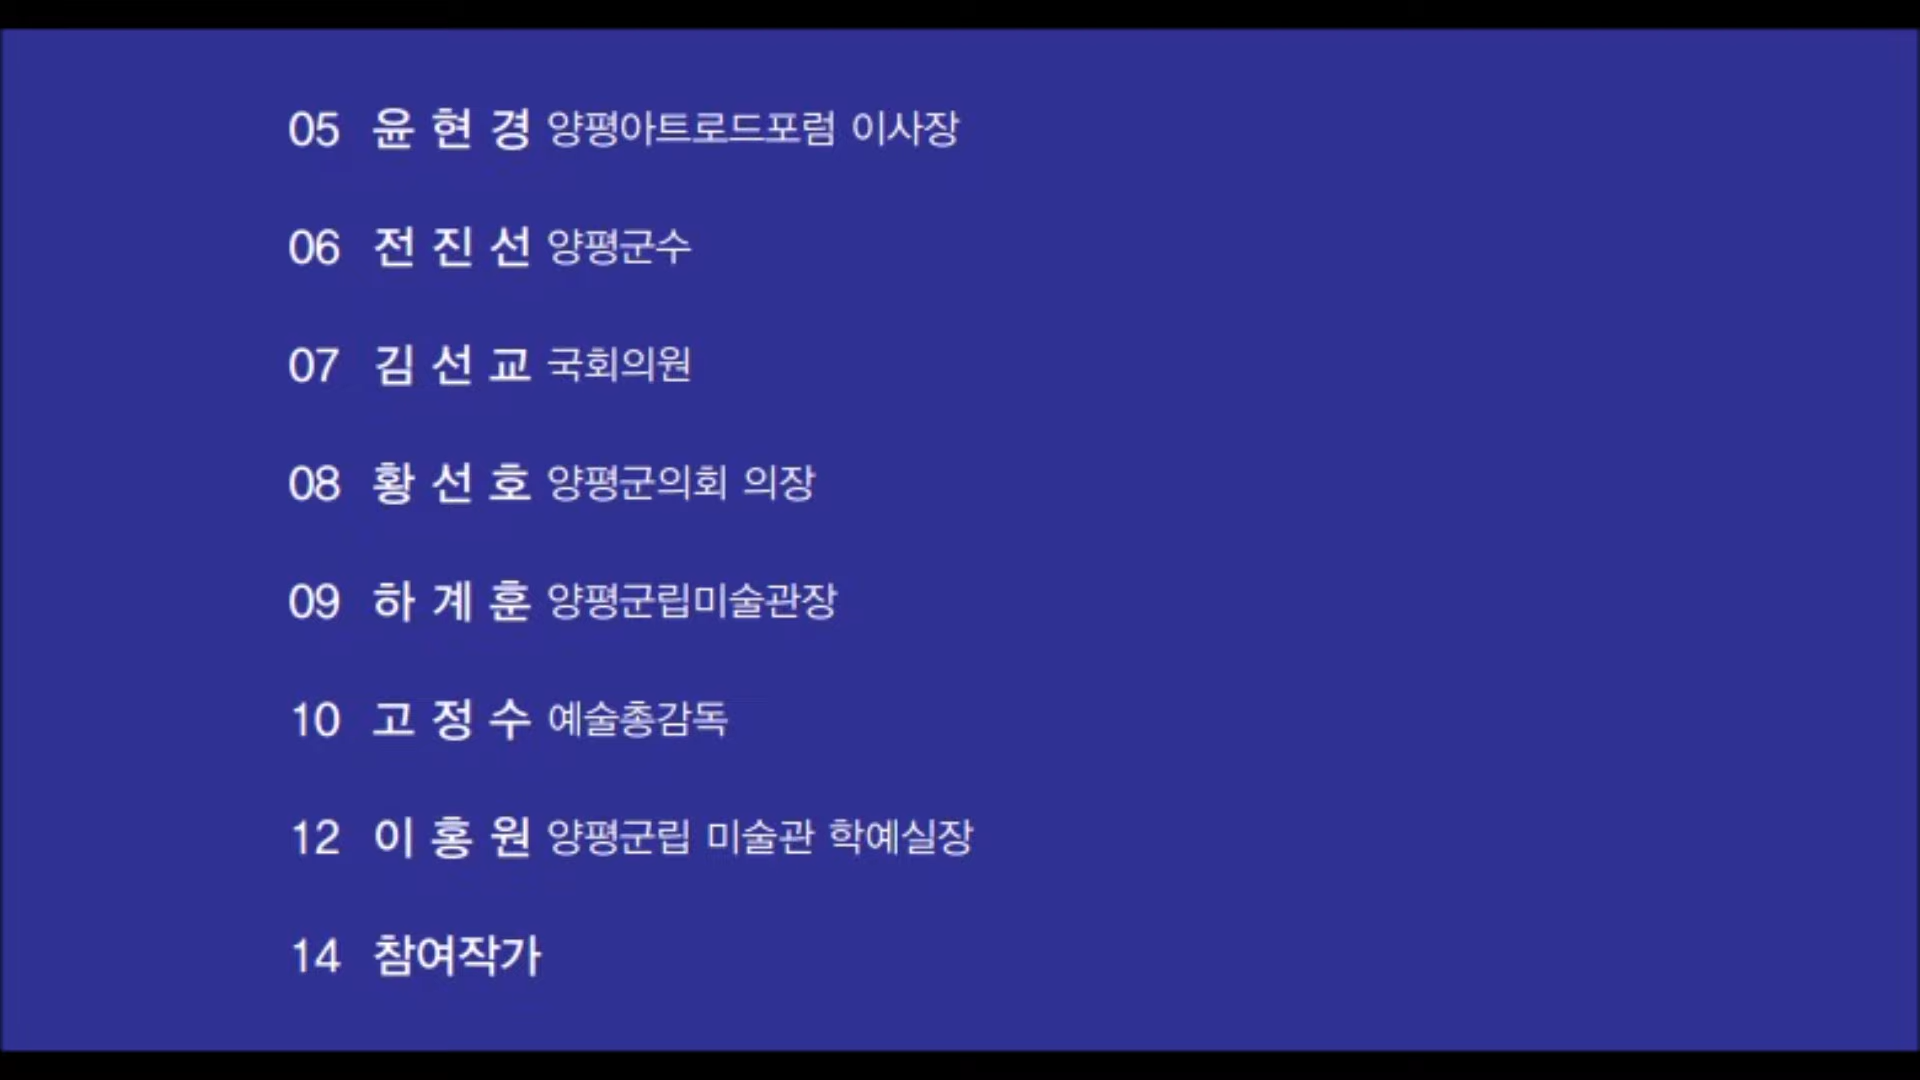 05 윤 현 경 양평아트로드포럼 이사장
06 전 진 선 양평군수
07 김 선 교 국회의원
08 황 선 호 양평군의회 의장
09 하 계 훈 양평군립미술관장
10 고 정 수 예술총감독
12 이 홍 원 양평군립 미술관 학예실장
14 참여작가